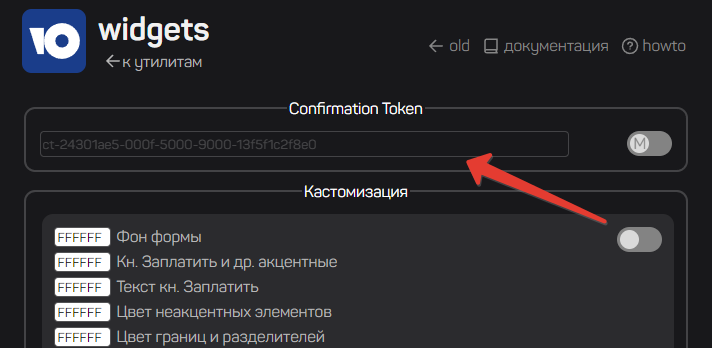 widgets
← к утилитам
← old документация howto
Confirmation Token
ct-24301ae5-000f-5000-9000-13f5f1c2f8e0
M
Кастомизация
FFFFFF Фон формы
FFFFFF Кн. Заплатить и др. акцентные
FFFFFF Текст кн. Заплатить
FFFFFF Цвет неакцентных элементов
FFFFFF Цвет границ и разделителей